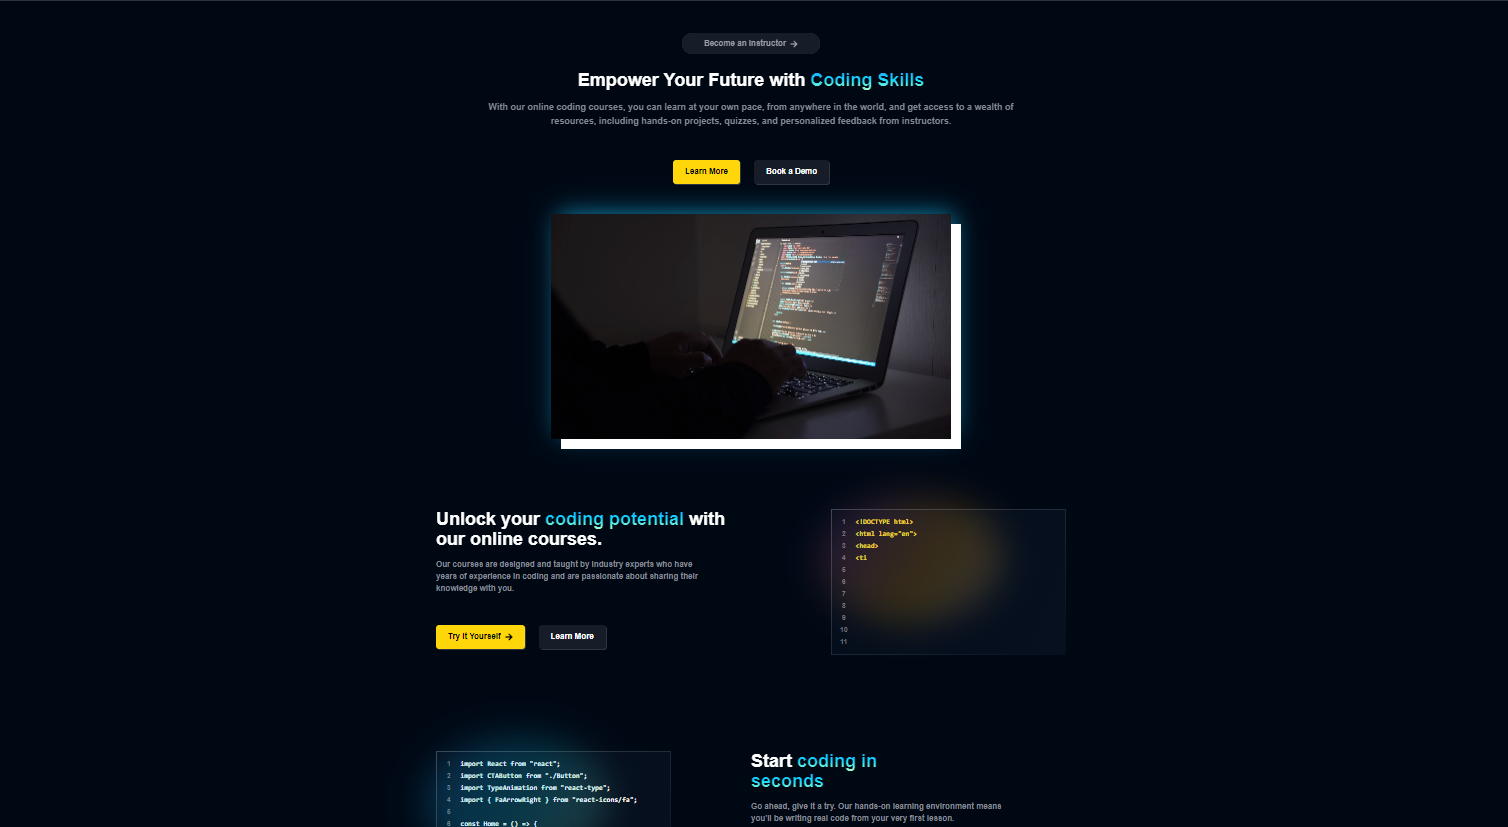 Become an Instructor →
Empower Your Future with Coding Skills
With our online coding courses, you can learn at your own pace, from anywhere in the world, and get access to a wealth of
resources, including hands-on projects, quizzes, and personalized feedback from instructors.
Learn More
Book a Demo
Unlock your coding potential with
our online courses.
Our courses are designed and taught by industry experts who have
years of experience in coding and are passionate about sharing their
knowledge with you.
Try It Yourself →
Learn More
1 <!DOCTYPE html>
2 <html lang="en">
3 <head>
4 <ti
5
6
7
8
9
10
11
1 import React from "react";
2 import CTAButton from "./Button";
3 import TypeAnimation from "react-type";
4 import { FaArrowRight } from "react-icons/fa";
5
6 const Home = () => {
Start coding in
seconds
Go ahead, give it a try. Our hands-on learning environment means
you'll be writing real code from your very first lesson.